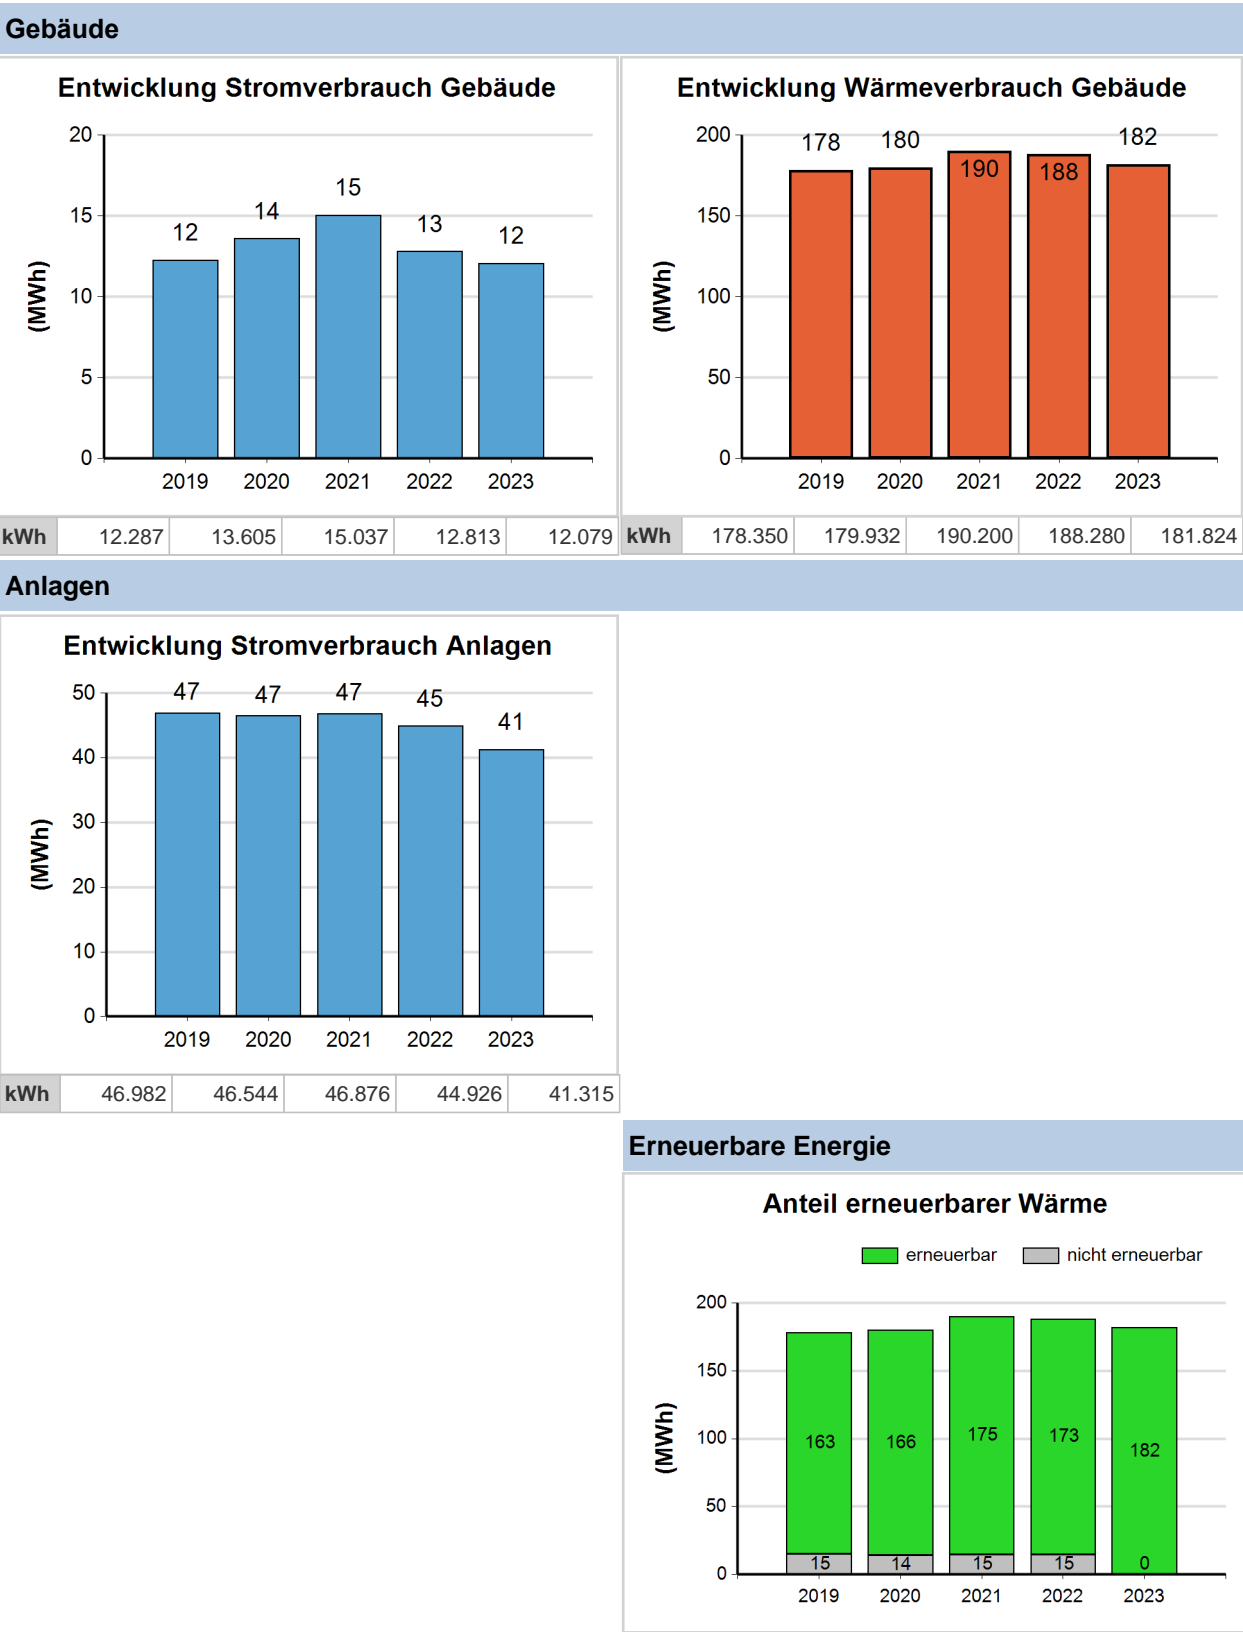 Gebäude
Entwicklung Stromverbrauch Gebäude
20
15
10
5
0
(MWh)
12
14
15
13
12
2019 2020 2021 2022 2023
kWh 12.287 13.605 15.037 12.813 12.079
Entwicklung Wärmeverbrauch Gebäude
200
150
100
50
0
(MWh)
178
180
190
188
182
2019 2020 2021 2022 2023
kWh 178.350 179.932 190.200 188.280 181.824
Anlagen
Entwicklung Stromverbrauch Anlagen
50
40
30
20
10
0
(MWh)
47
47
47
45
41
2019 2020 2021 2022 2023
kWh 46.982 46.544 46.876 44.926 41.315
Erneuerbare Energie
Anteil erneuerbarer Wärme
erneuerbar nicht erneuerbar
200
150
100
50
0
(MWh)
163 166 175 173 182
15 14 15 15 0
2019 2020 2021 2022 2023